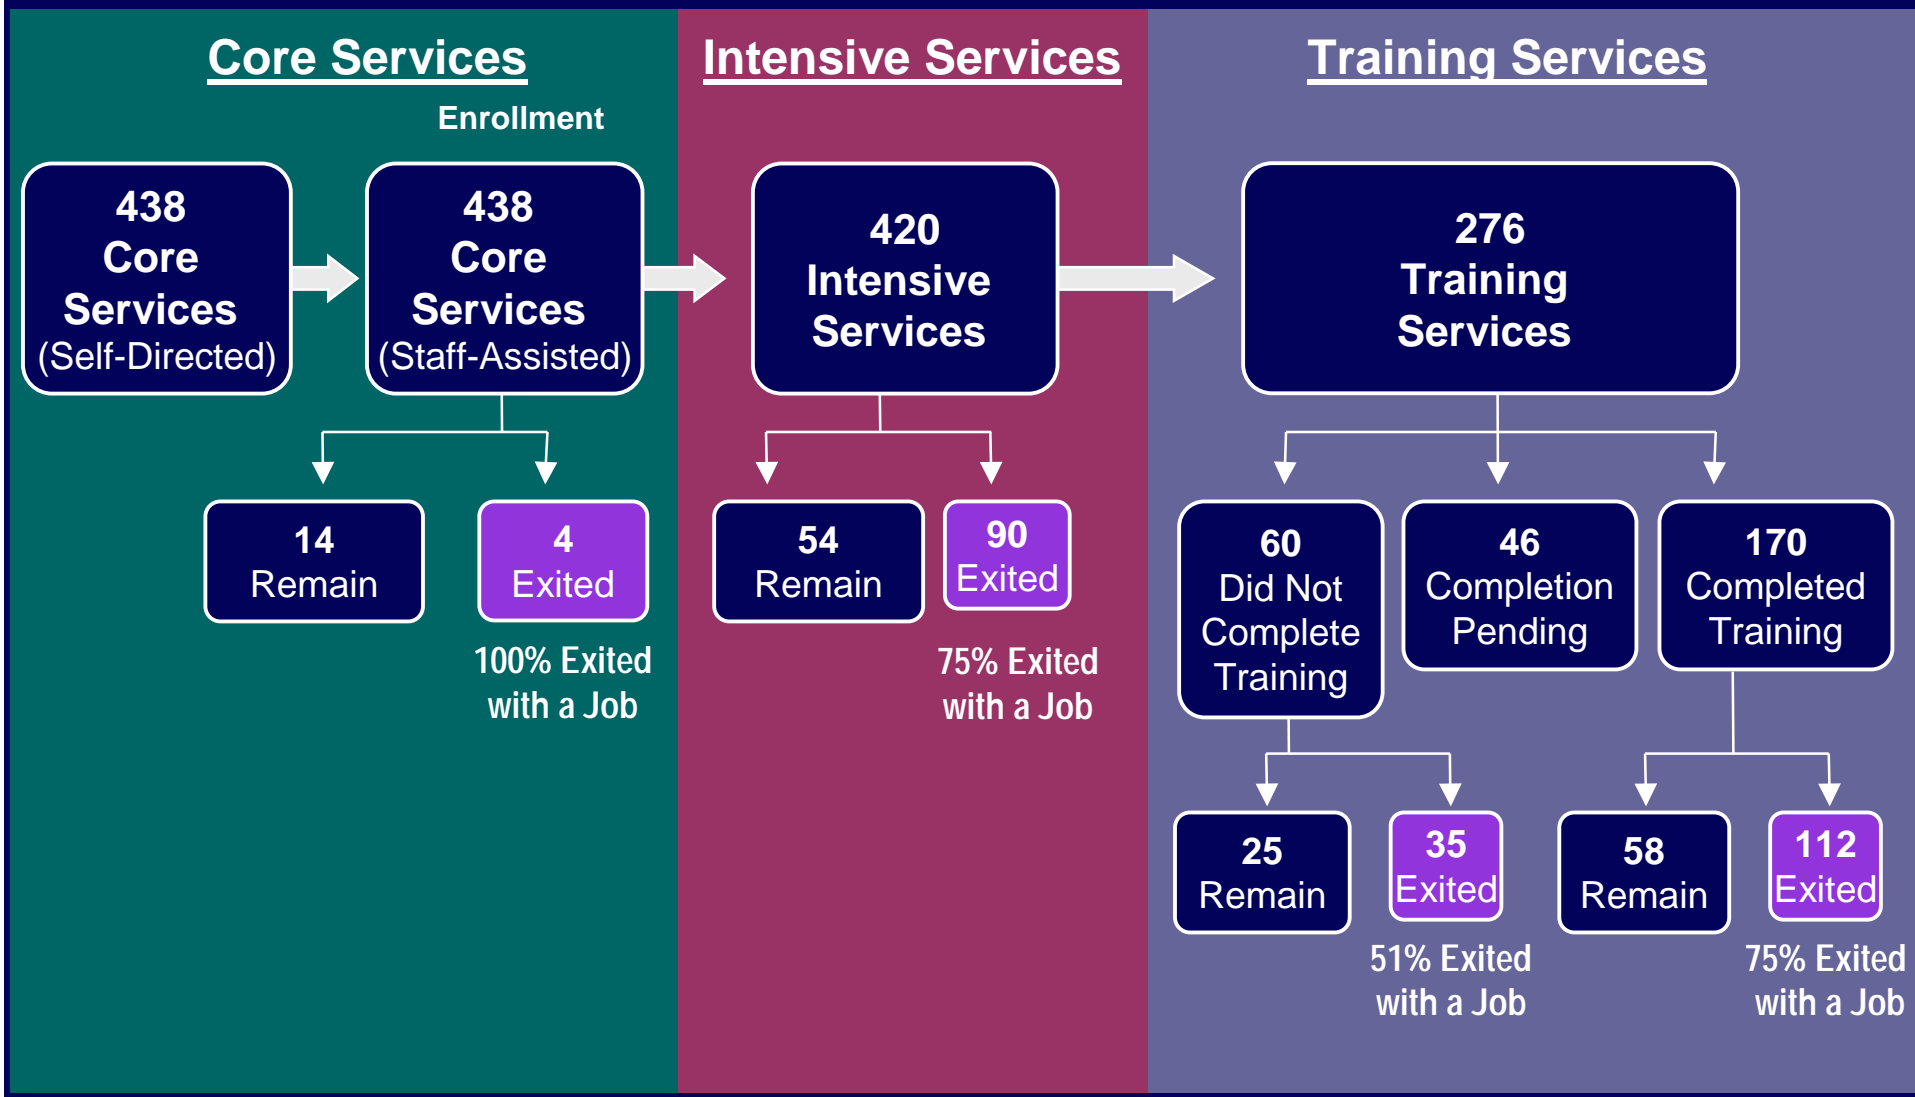 Core Services
Enrollment
438
Core
Services
(Self-Directed)
438
Core
Services
(Staff-Assisted)
14
Remain
4
Exited
100% Exited
with a Job
Intensive Services
420
Intensive
Services
54
Remain
90
Exited
75% Exited
with a Job
Training Services
276
Training
Services
60
Did Not
Complete
Training
46
Completion
Pending
170
Completed
Training
25
Remain
35
Exited
51% Exited
with a Job
58
Remain
112
Exited
75% Exited
with a Job